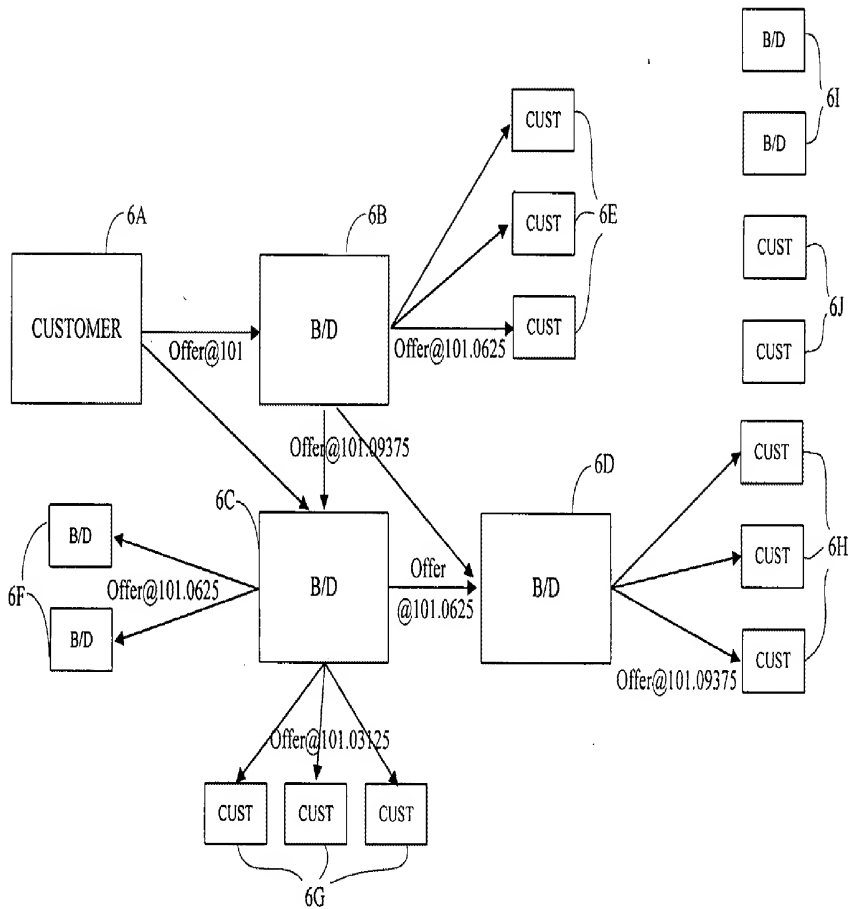 B/D
6I
B/D
CUST
6A
6B
CUST
6E
CUST
6J
CUSTOMER
B/D
CUST
CUST
Offer@101
Offer@101.0625
Offer@101.09375
CUST
6C
6D
B/D
Offer@101.0625
6F
B/D
B/D
Offer
@101.0625
B/D
CUST
6H
CUST
Offer@101.09375
Offer@101.03125
CUST
CUST
CUST
6G